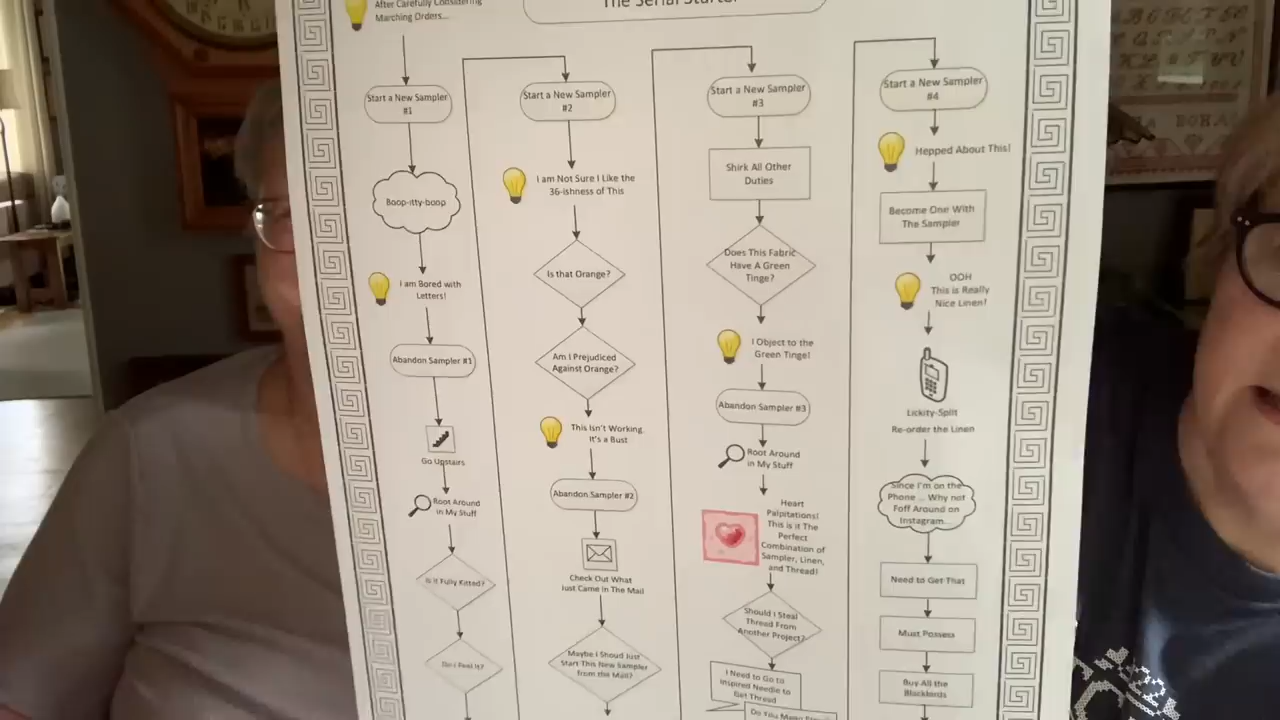 After Carefully Considering
Marching Orders...
The Serial Starter
Start a New Sampler
#1
Boop-itty-boop
I am Bored with
Letters!
Abandon Sampler #1
Go Upstairs
Root Around
in My Stuff
Is it Fully Kitted?
Do I Feel It?
Start a New Sampler
#2
I am Not Sure I Like the
36-ishness of This
Is that Orange?
Am I Prejudiced
Against Orange?
This Isn't Working.
It's a Bust
Abandon Sampler #2
Check Out What
Just Came in The Mail
Maybe I Shoud Just
Start This New Sampler
from the Mail?
Start a New Sampler
#3
Shirk All Other
Duties
Does This Fabric
Have A Green
Tinge?
I Object to the
Green Tinge!
Abandon Sampler #3
Root Around
in My Stuff
Heart
Palpitations!
This is it The
Perfect
Combination of
Sampler, Linen,
and Thread!
Should I Steal
Thread From
Another Project?
I Need to Go to
Inspired Needle to
Get Thread
Do You Mean
Start a New Sampler
#4
Hepped About This!
Become One With
The Sampler
OOH
This is Really
Nice Linen!
Lickity-Split
Re-order the Linen
Since I'm on the
Phone ... Why not
Foff Around on
Instagram...
Need to Get That
Must Possess
Buy All the
Blackbirds